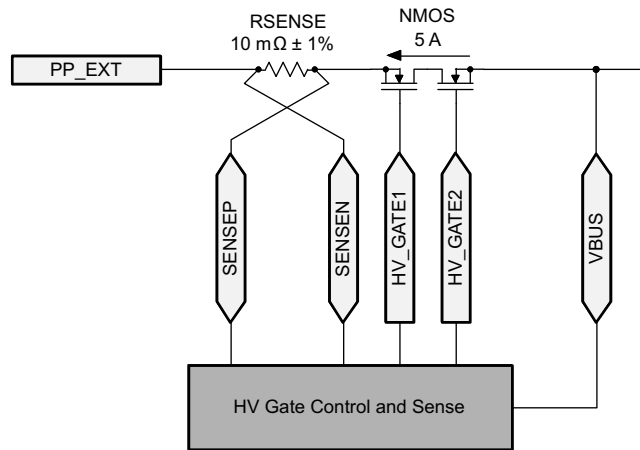 RSENSE
10 mΩ ± 1%
NMOS
5 A
PP_EXT
SENSEP
SENSEN
HV_GATE1
HV_GATE2
VBUS
HV Gate Control and Sense